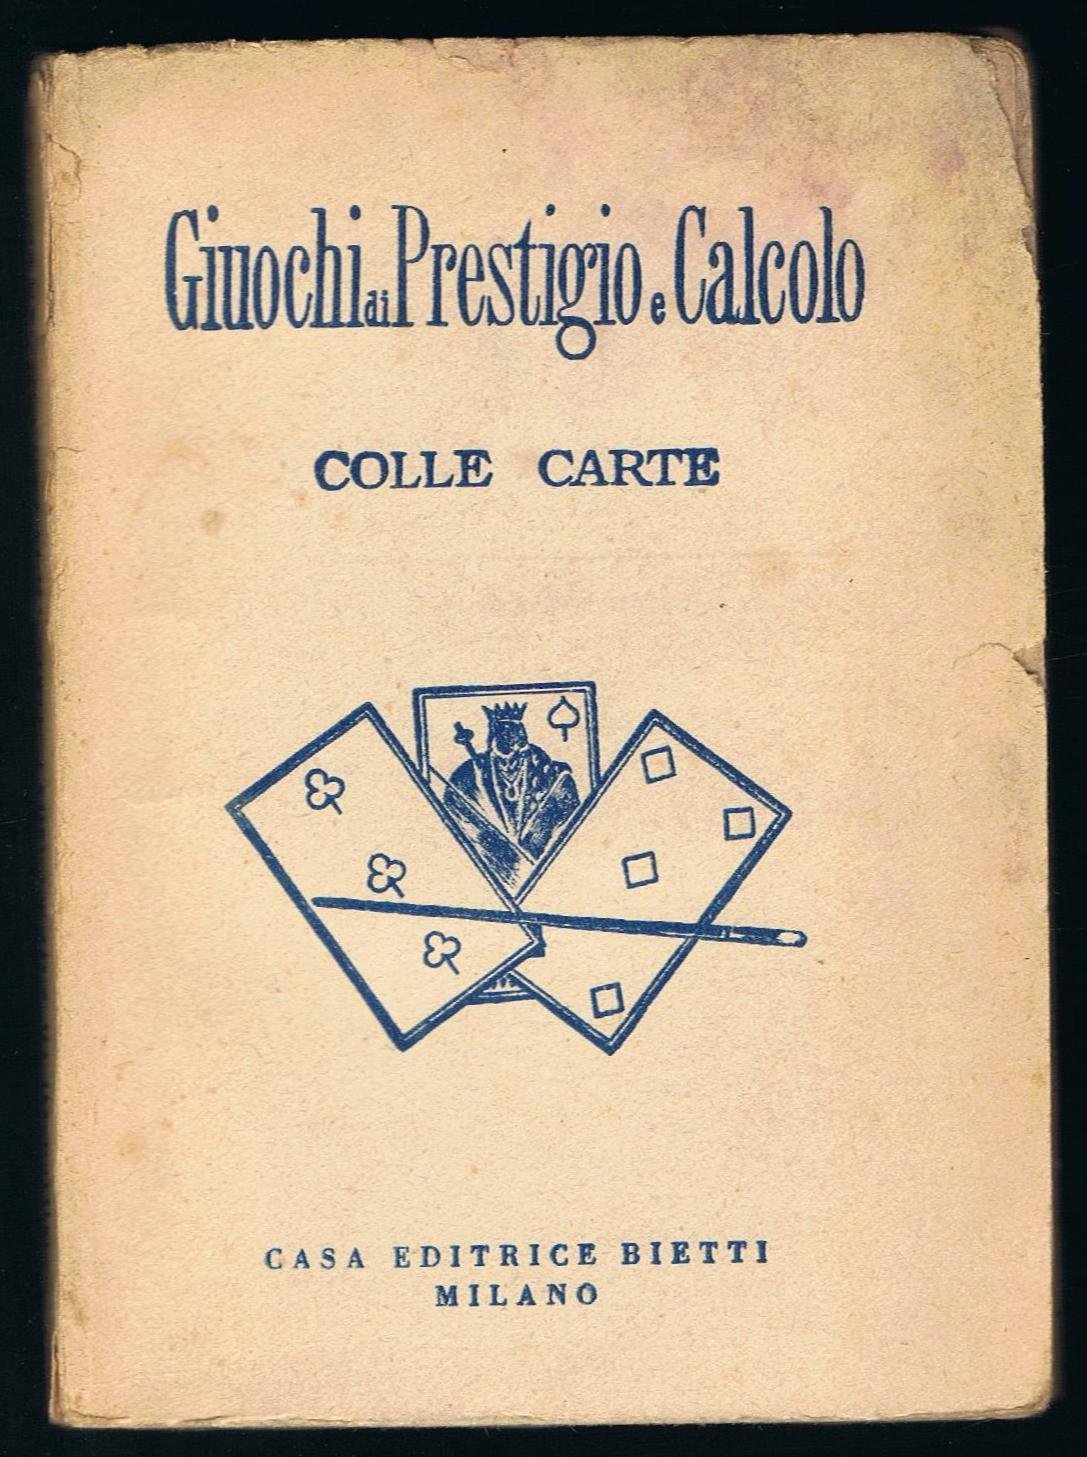 Giuochi di Prestigio e Calcolo
COLLE CARTE
CASA EDITRICE BIETTI
MILANO